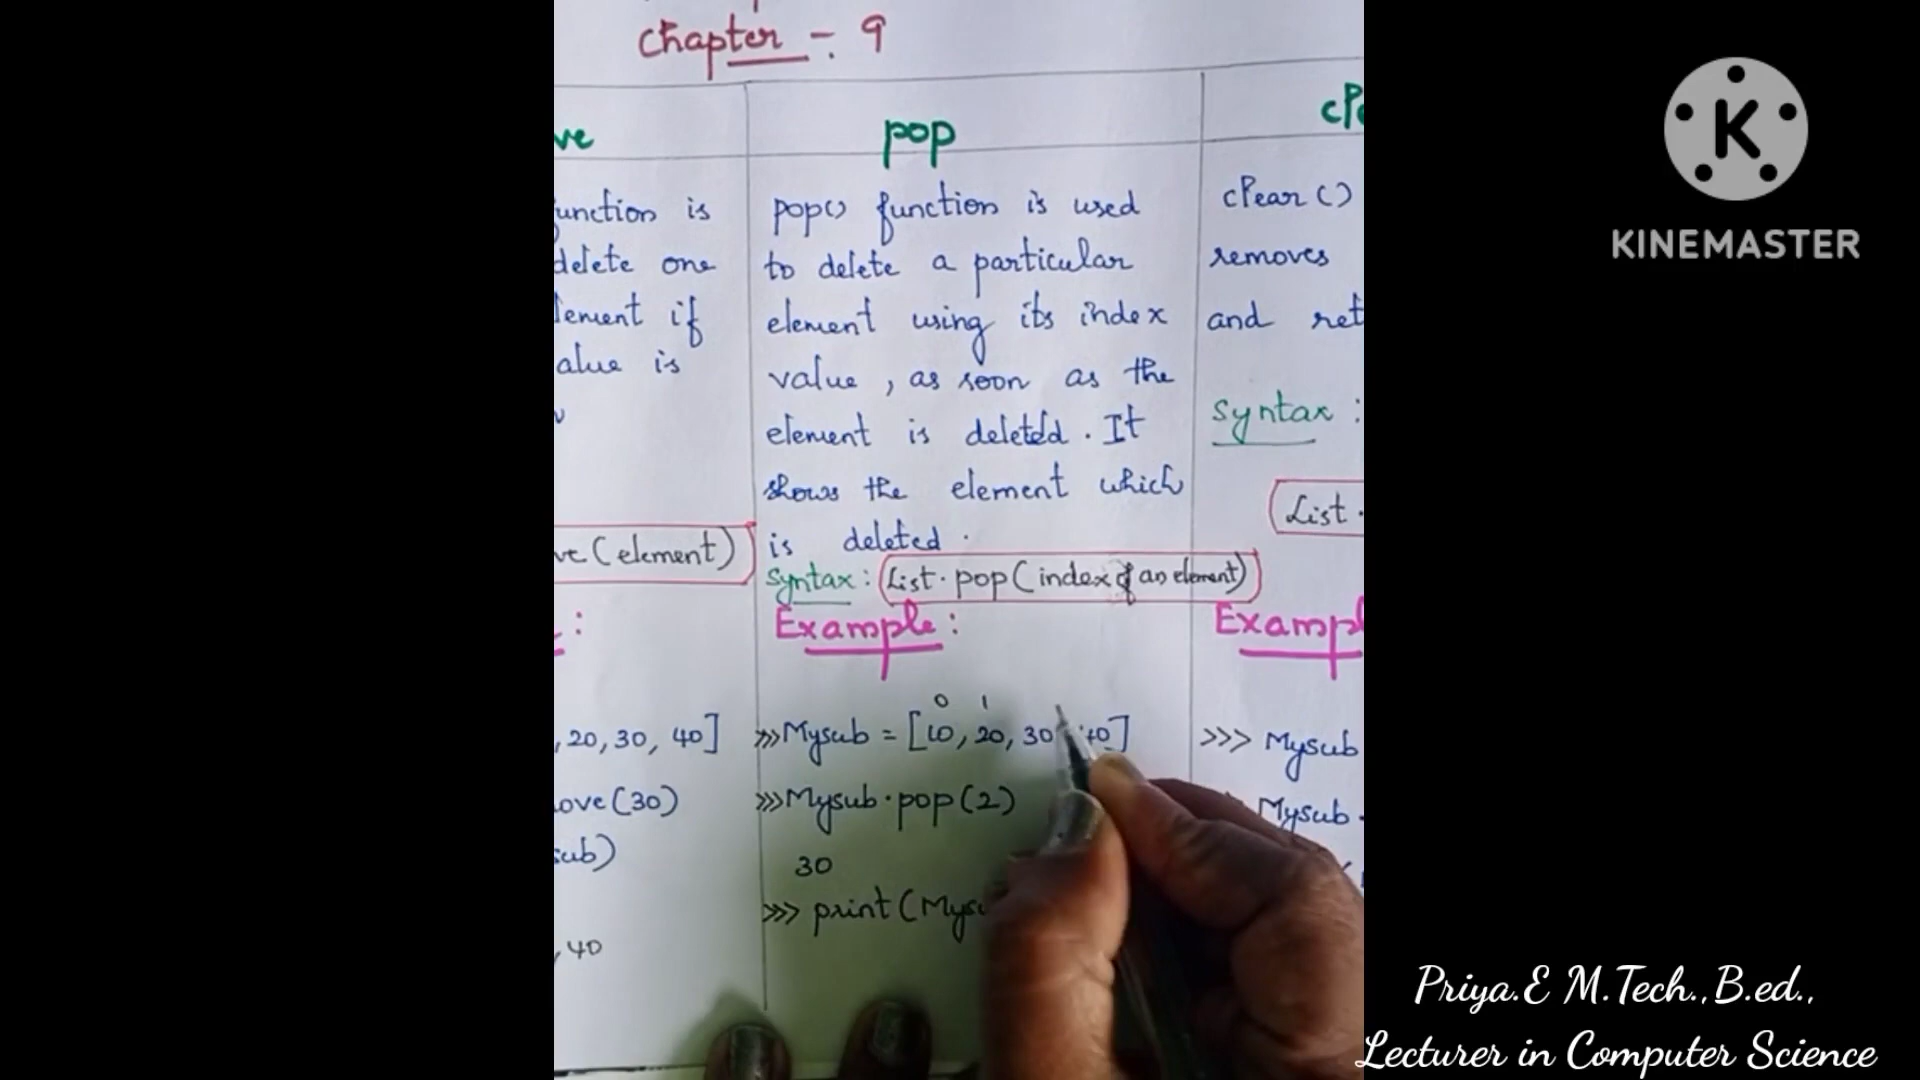 Chapter - 9
ve
unction is
delete one
lement if
alue is
ve (element)
:
, 20, 30, 40]
ove (30)
sub)
, 40
pop
pop() function is used
to delete a particular
element using its index
value, as soon as the
element is deleted. It
shows the element which
is deleted.
Syntax: List.pop(index of an element)
Example:
0 1
>>> Mysub = [10, 20, 30, 40]
>>> Mysub.pop(2)
30
>>> print(Mysu
clear()
removes
and ret
Syntax:
List.
Exampl
>>> Mysub
Mysub.
KINEMASTER
Priya.E M.Tech.,B.ed.,
Lecturer in Computer Science